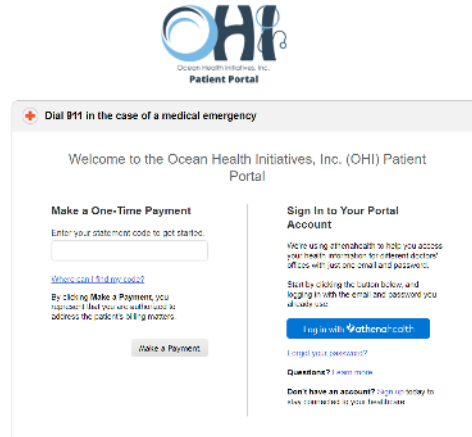 OHI
Ocean Health Initiatives, Inc.
Patient Portal
Dial 911 in the case of a medical emergency
Welcome to the Ocean Health Initiatives, Inc. (OHI) Patient
Portal
Make a One-Time Payment
Enter your statement code to get started.
Where can I find my code?
By clicking Make a Payment, you
represent that you are authorized to
address the patient's billing matters.
Make a Payment
Sign In to Your Portal
Account
We're using athenahealth to help you access
your health information for different doctors'
offices with just one email and password.
Start by clicking the button below, and
logging in with the email and password you
already use.
Log in with athenahealth
Forgot your password?
Questions? Learn more
Don't have an account? Sign up today to
stay connected to your healthcare.